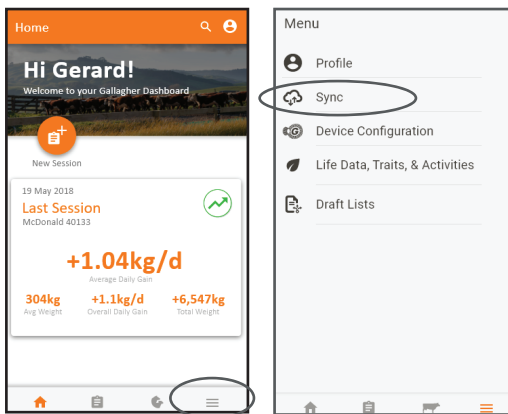 Home
Hi Gerard!
Welcome to your Gallagher Dashboard
New Session
19 May 2018
Last Session
McDonald 40133
+1.04kg/d
Average Daily Gain
304kg +1.1kg/d +6,547kg
Avg Weight Overall Daily Gain Total Weight
Menu
Profile
Sync
Device Configuration
Life Data, Traits, & Activities
Draft Lists